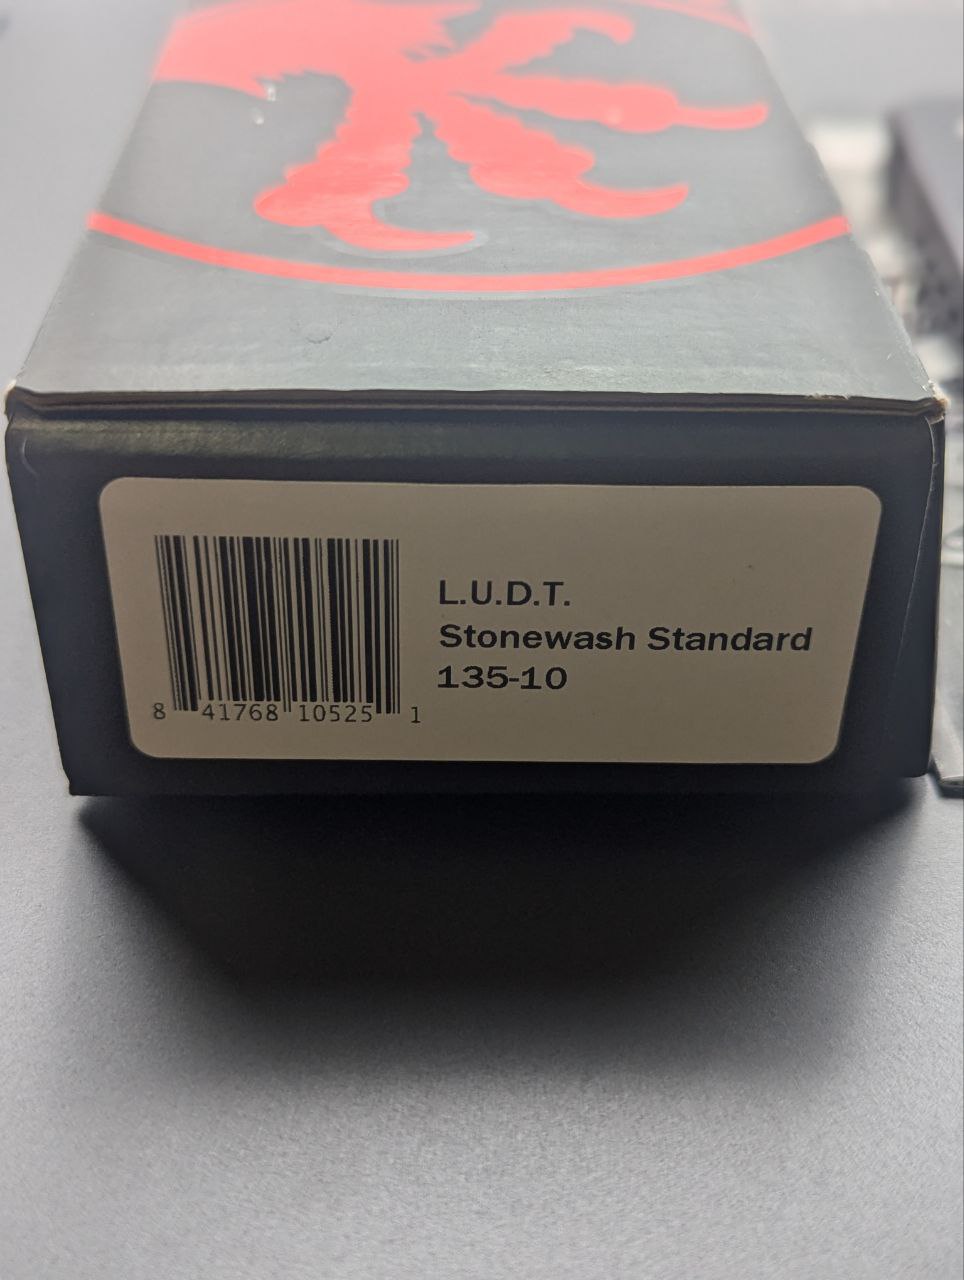 L.U.D.T.
Stonewash Standard
135-10
8 41768 10525 1